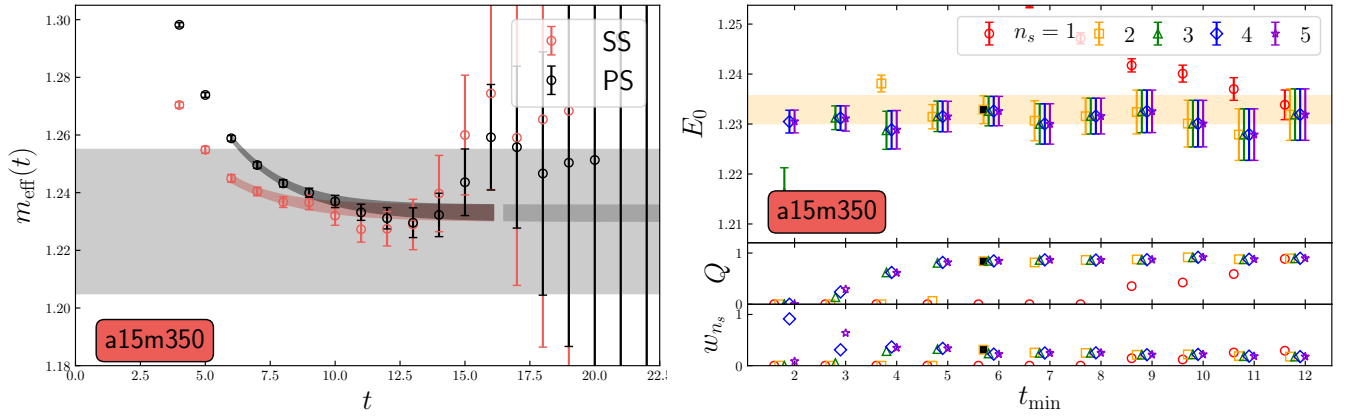 1.30
1.28
1.26
1.24
1.22
1.20
1.18
m_eff(t)
SS
PS
a15m350
0.0 2.5 5.0 7.5 10.0 12.5 15.0 17.5 20.0 22.5
t
1.25
1.24
1.23
1.22
1.21
E_0
n_s = 1 2 3 4 5
a15m350
1
0
Q
1
0
w_{n_s}
2 3 4 5 6 7 8 9 10 11 12
t_min